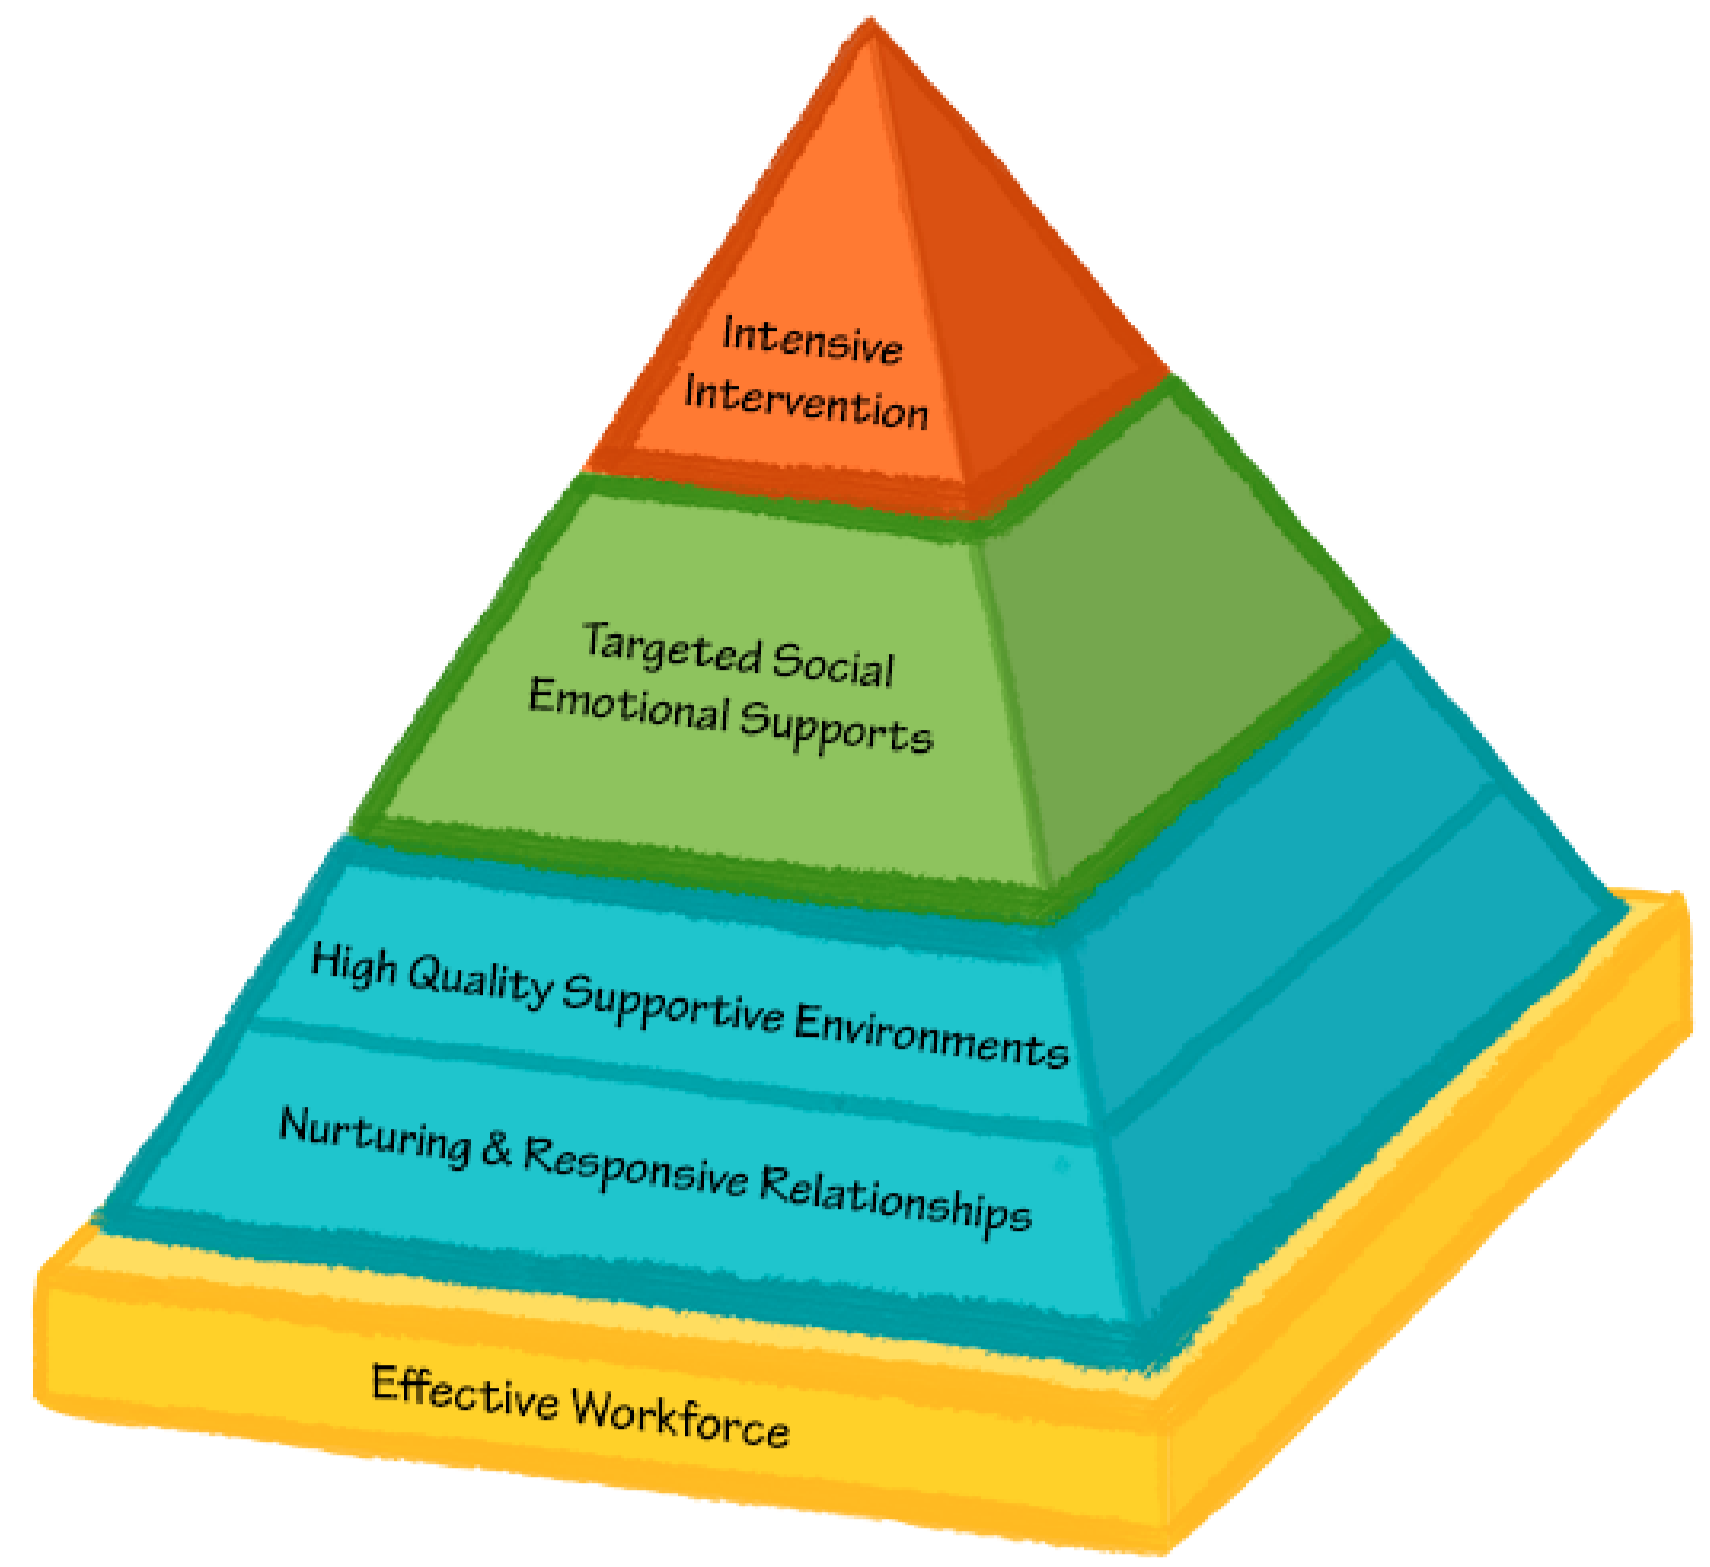 Intensive
Intervention
Targeted Social
Emotional Supports
High Quality Supportive Environments
Nurturing & Responsive Relationships
Effective Workforce